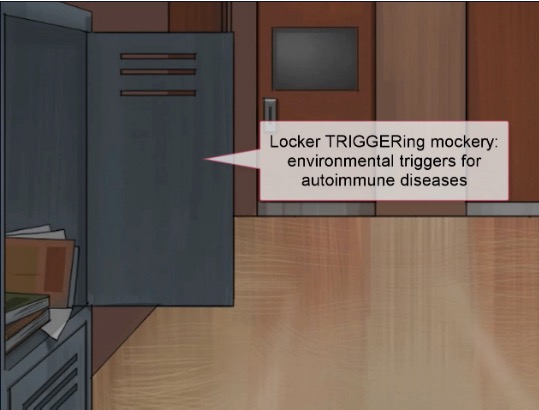 Locker TRIGGERing mockery:
environmental triggers for
autoimmune diseases